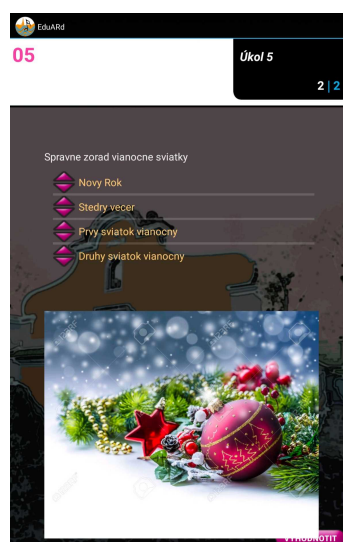 EduARd
05
Úkol 5
2 | 2
Spravne zorad vianocne sviatky
Novy Rok
Stedry vecer
Prvy sviatok vianocny
Druhy sviatok vianocny
VYHODNOTIT